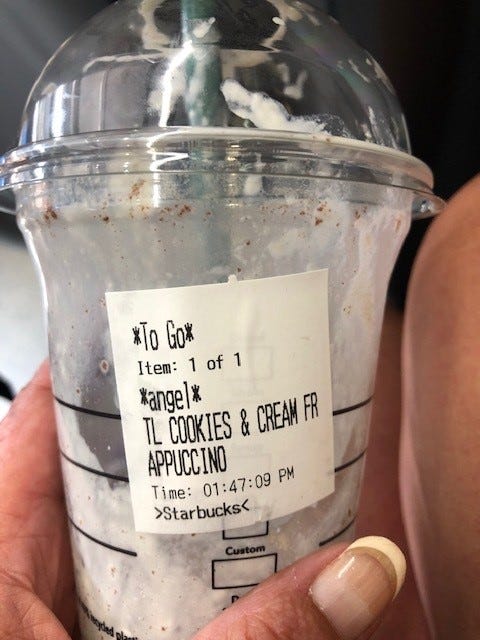 *To Go*
Item: 1 of 1
*angel*
TL COOKIES & CREAM FR
APPUCCINO
Time: 01:47:09 PM
>Starbucks<
Custom
recycled